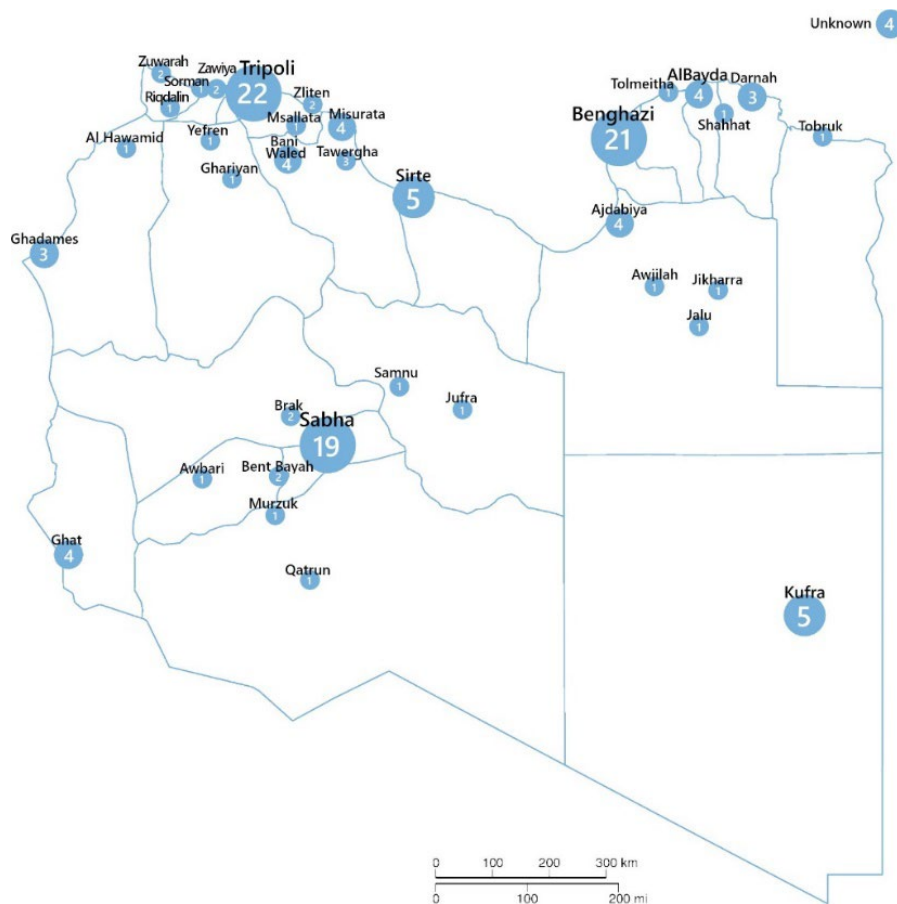 Unknown
4
Zuwarah
2
Sorman
1
Zawiya
2
Tripoli
22
Riqdalin
1
Zliten
2
Msallata
1
Misurata
4
Al Hawamid
1
Yefren
1
Bani
Waled
4
Tawergha
3
Ghariyan
1
Sirte
5
Ghadames
3
Tolmeitha
1
AlBayda
4
Darnah
3
Benghazi
21
Shahhat
1
Tobruk
1
Ajdabiya
4
Awjilah
1
Jikharra
1
Jalu
1
Samnu
1
Jufra
1
Brak
2
Sabha
19
Awbari
1
Bent Bayah
2
Murzuk
1
Ghat
4
Qatrun
1
Kufra
5
0 100 200 300 km
0 100 200 mi